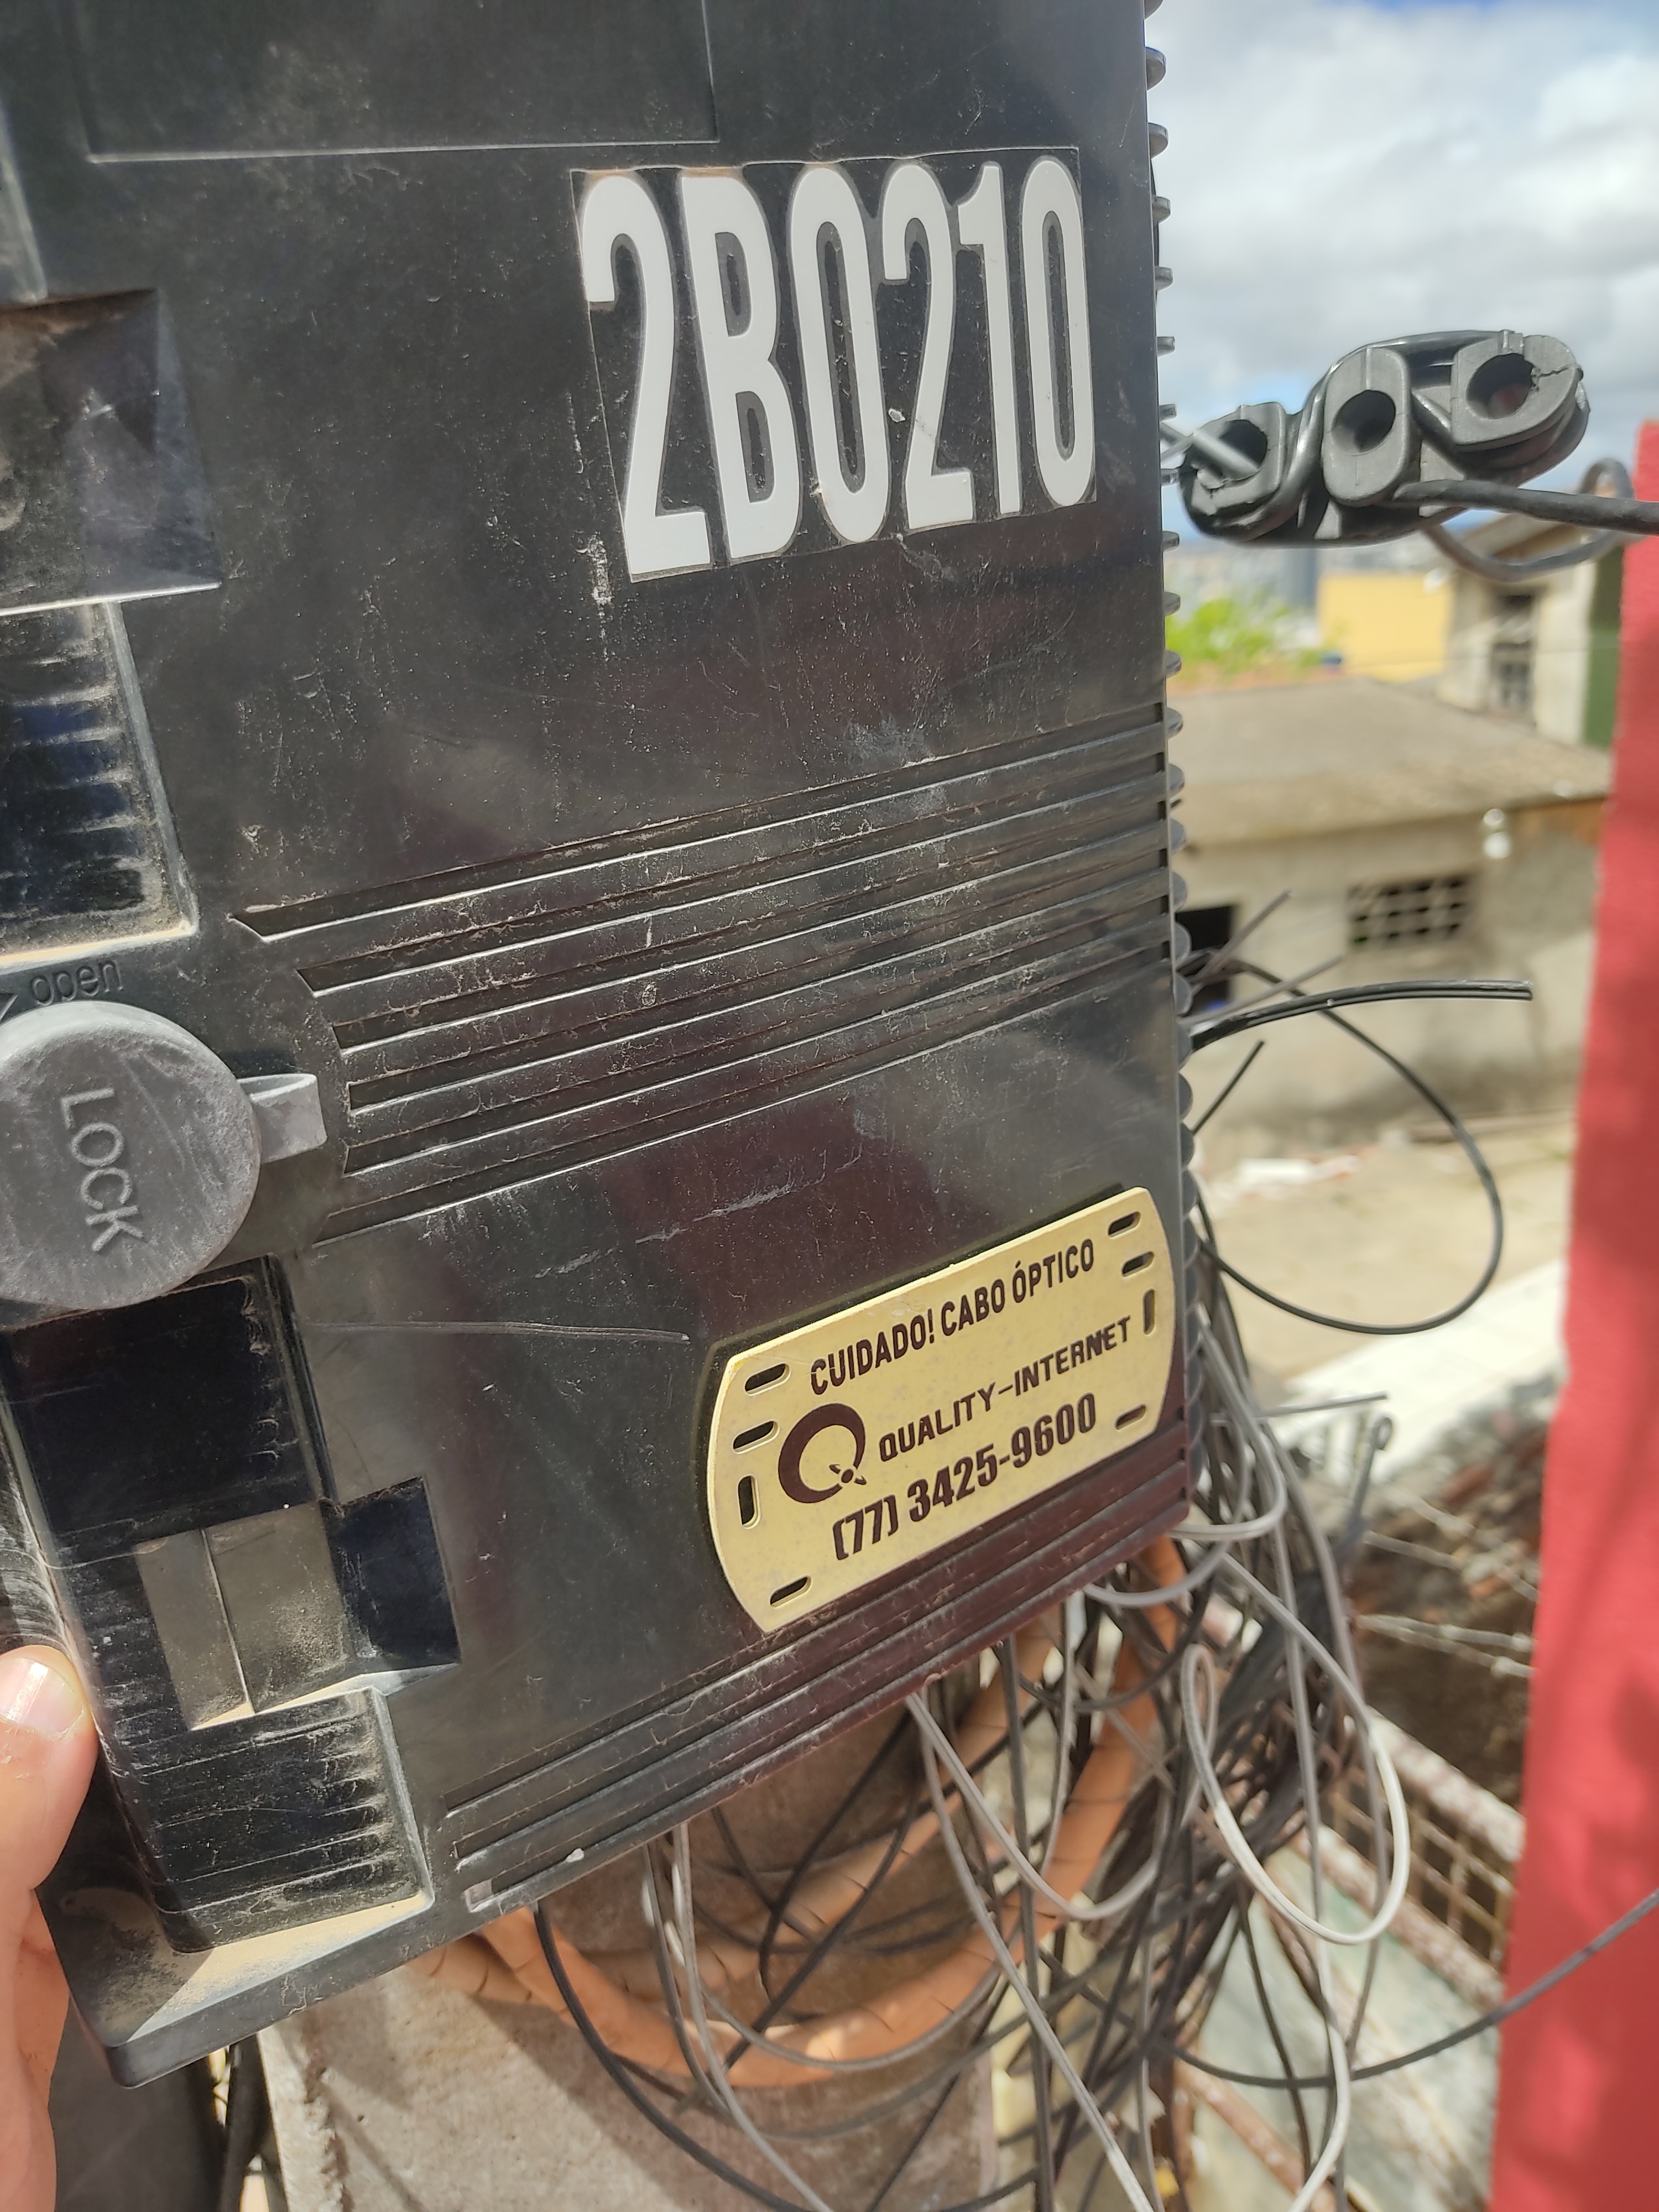 2B0210
open
LOCK
CUIDADO! CABO ÓPTICO
QUALITY-INTERNET
(77) 3425-9600